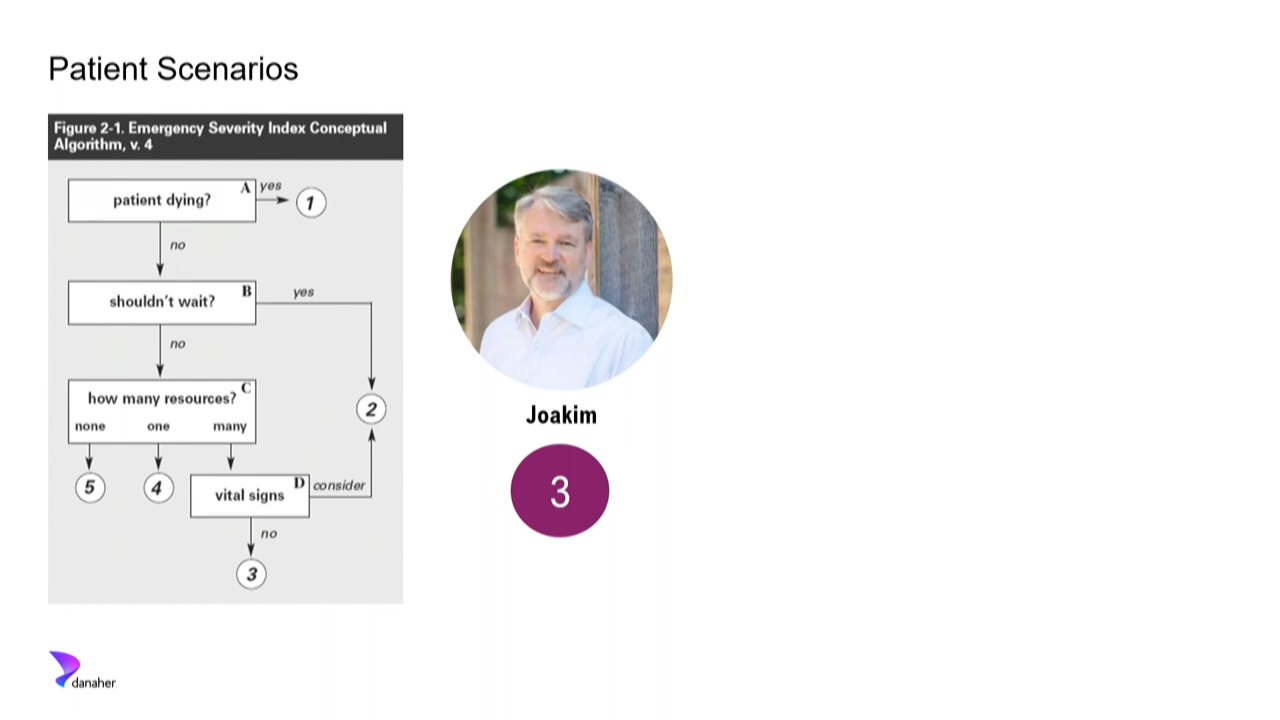 Patient Scenarios
Figure 2-1. Emergency Severity Index Conceptual
Algorithm, v. 4
patient dying?
A
yes
1
no
shouldn't wait?
B
yes
no
how many resources?
C
none
one
many
2
5
4
vital signs
D
consider
no
3
Joakim
3
danaher